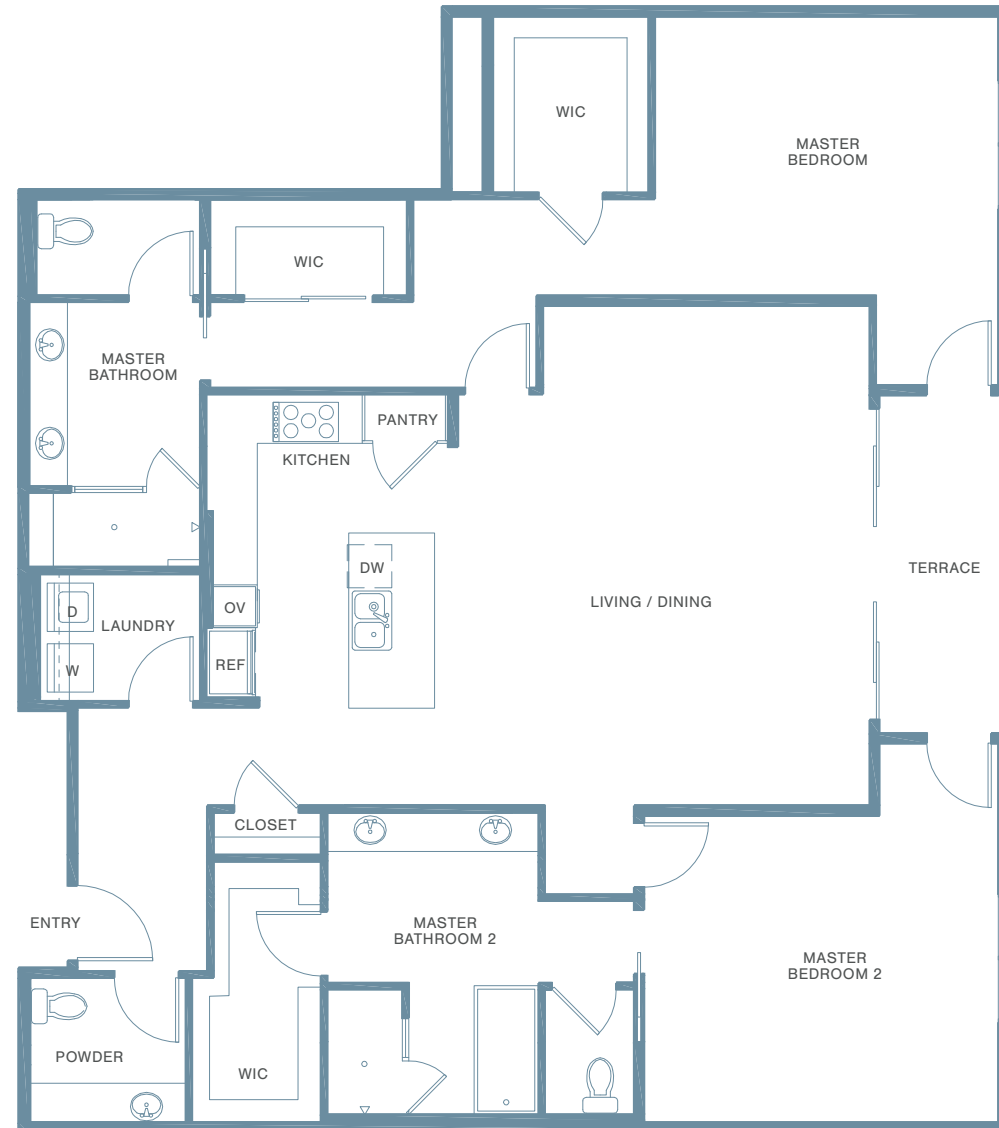 WIC
MASTER
BEDROOM
WIC
MASTER
BATHROOM
PANTRY
KITCHEN
DW
TERRACE
OV
LIVING / DINING
D
LAUNDRY
REF
W
CLOSET
ENTRY
MASTER
BATHROOM 2
MASTER
BEDROOM 2
POWDER
WIC